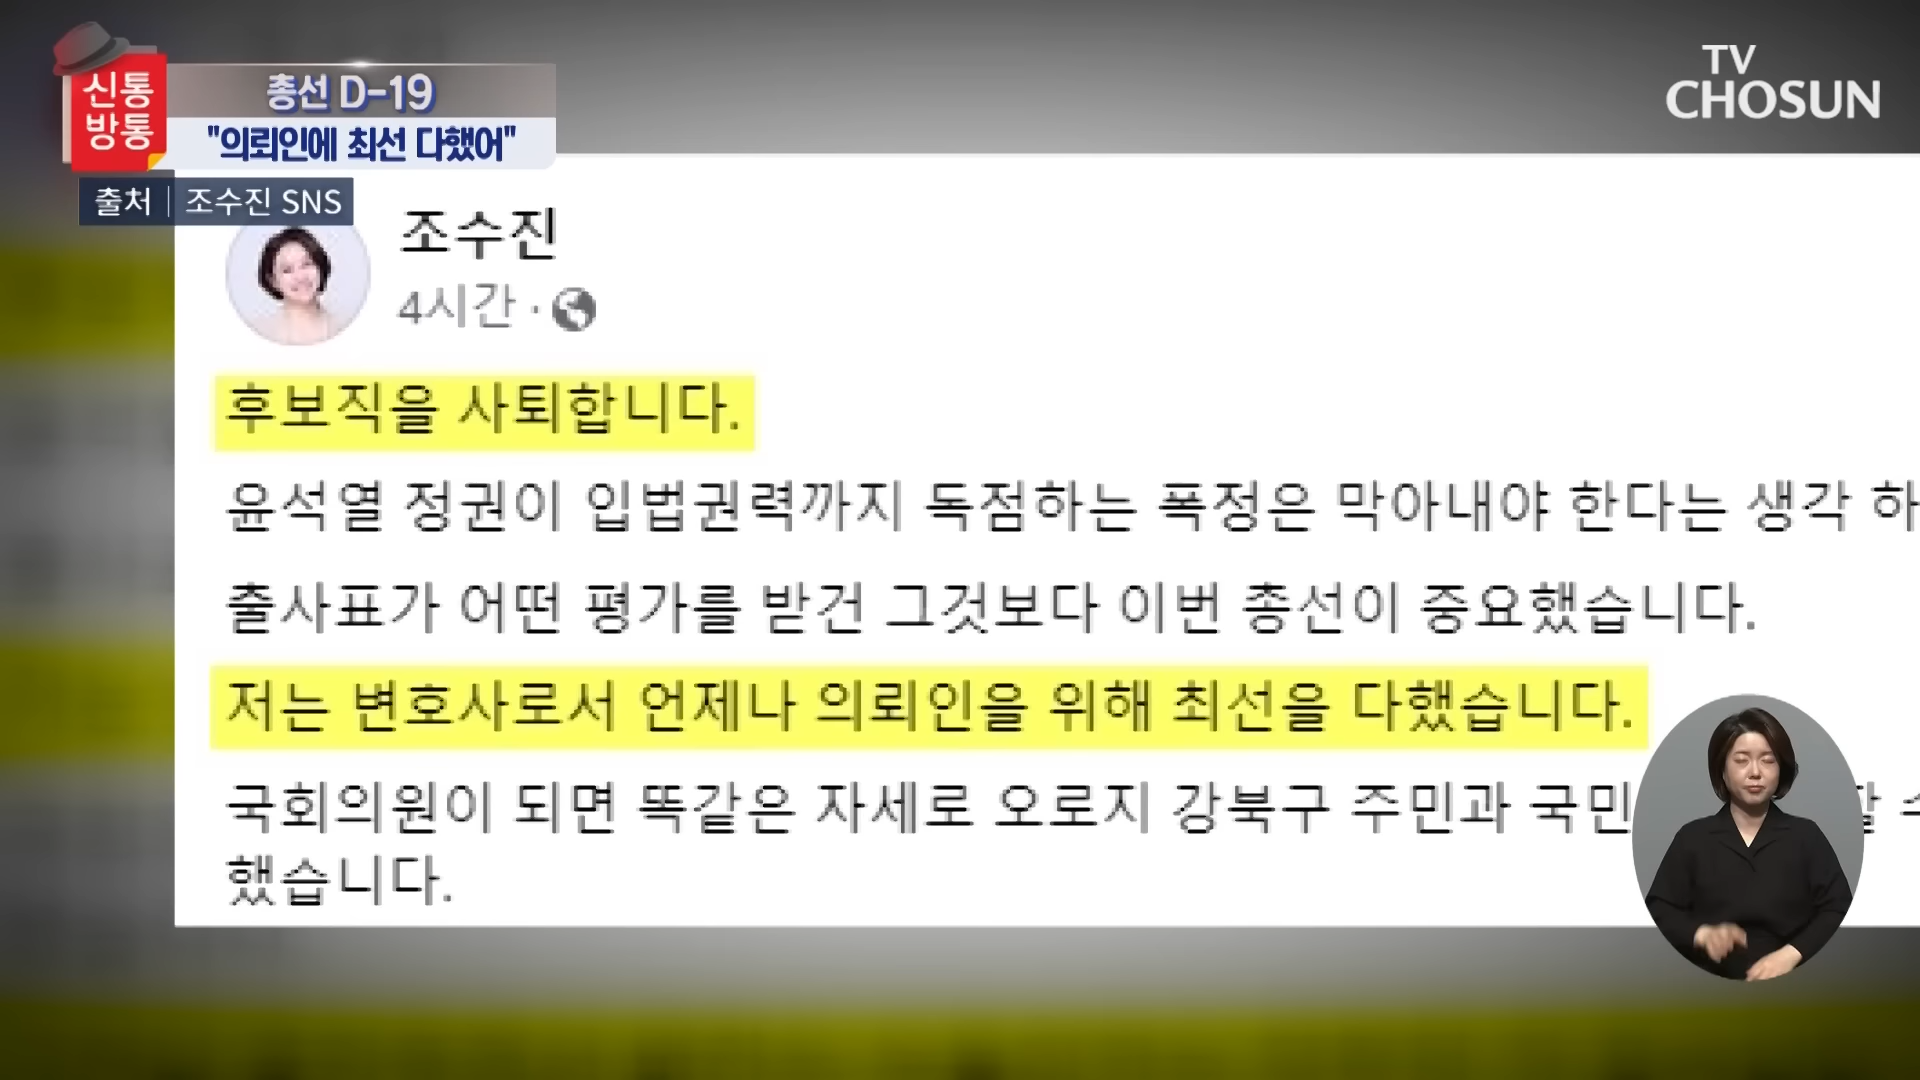 TV
CHOSUN
신통
방통
총선 D-19
"의뢰인에 최선 다했어"
출처 | 조수진 SNS
조수진
4시간 ·
후보직을 사퇴합니다.
윤석열 정권이 입법권력까지 독점하는 폭정은 막아내야 한다는 생각 하
출사표가 어떤 평가를 받건 그것보다 이번 총선이 중요했습니다.
저는 변호사로서 언제나 의뢰인을 위해 최선을 다했습니다.
국회의원이 되면 똑같은 자세로 오로지 강북구 주민과 국민
했습니다.